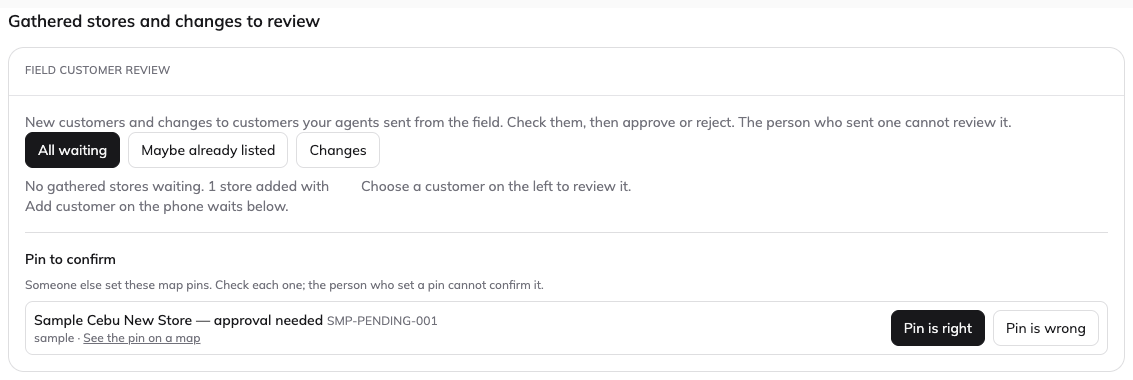 Gathered stores and changes to review
FIELD CUSTOMER REVIEW
New customers and changes to customers your agents sent from the field. Check them, then approve or reject. The person who sent one cannot review it.
All waiting
Maybe already listed
Changes
No gathered stores waiting. 1 store added with
Add customer on the phone waits below.
Choose a customer on the left to review it.
Pin to confirm
Someone else set these map pins. Check each one; the person who set a pin cannot confirm it.
Sample Cebu New Store — approval needed SMP-PENDING-001
sample · See the pin on a map
Pin is right
Pin is wrong